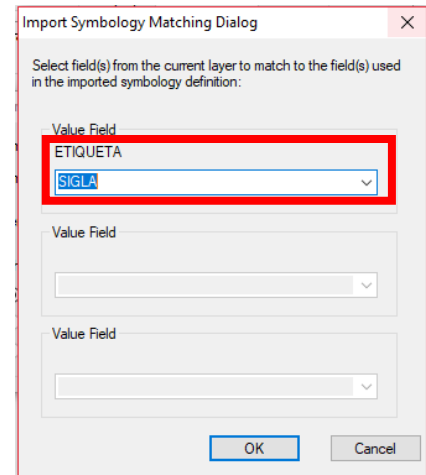 Import Symbology Matching Dialog
Select field(s) from the current layer to match to the field(s) used
in the imported symbology definition:
Value Field
ETIQUETA
SIGLA
Value Field
Value Field
OK
Cancel